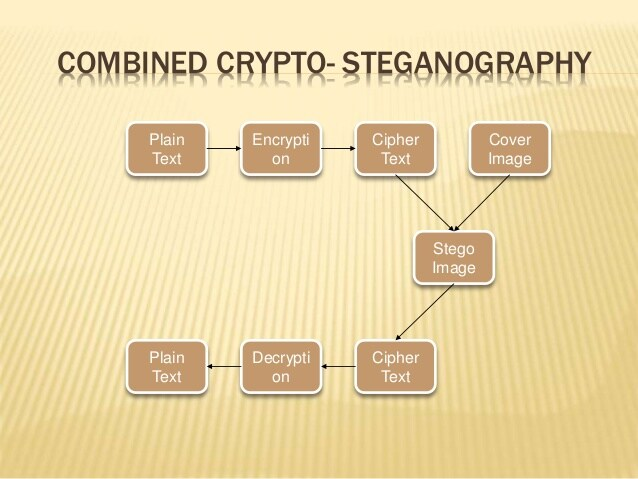 COMBINED CRYPTO- STEGANOGRAPHY
Plain
Text
Encrypti
on
Cipher
Text
Cover
Image
Stego
Image
Plain
Text
Decrypti
on
Cipher
Text